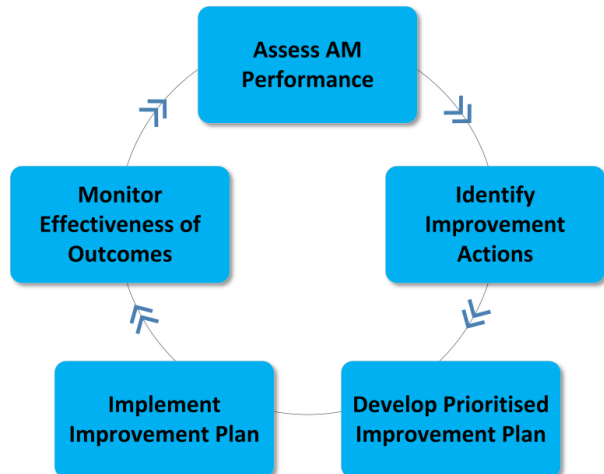 Assess AM
Performance
Identify
Improvement
Actions
Develop Prioritised
Improvement Plan
Implement
Improvement Plan
Monitor
Effectiveness of
Outcomes